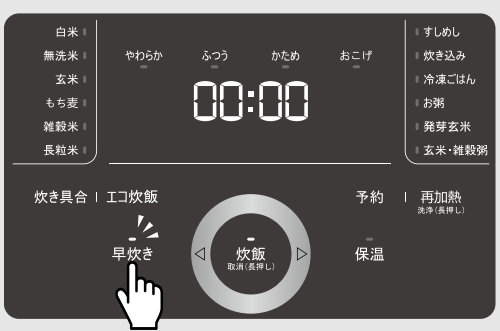 白米
無洗米
玄米
もち麦
雑穀米
長粒米
やわらか ふつう かため おこげ
00:00
すしめし
炊き込み
冷凍ごはん
お粥
発芽玄米
玄米・雑穀粥
炊き具合 | エコ炊飯
予約 | 再加熱
洗浄(長押し)
早炊き
炊飯
取消(長押し)
保温